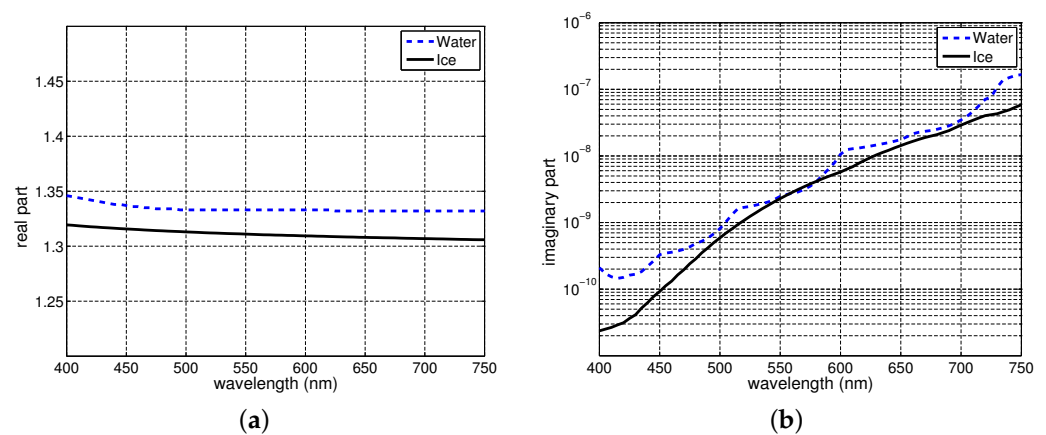 Water
Ice
1.45
1.4
1.35
1.3
1.25
real part
400 450 500 550 600 650 700 750
wavelength (nm)
(a)
10⁻⁶
10⁻⁷
10⁻⁸
10⁻⁹
10⁻¹⁰
imaginary part
Water
Ice
400 450 500 550 600 650 700 750
wavelength (nm)
(b)